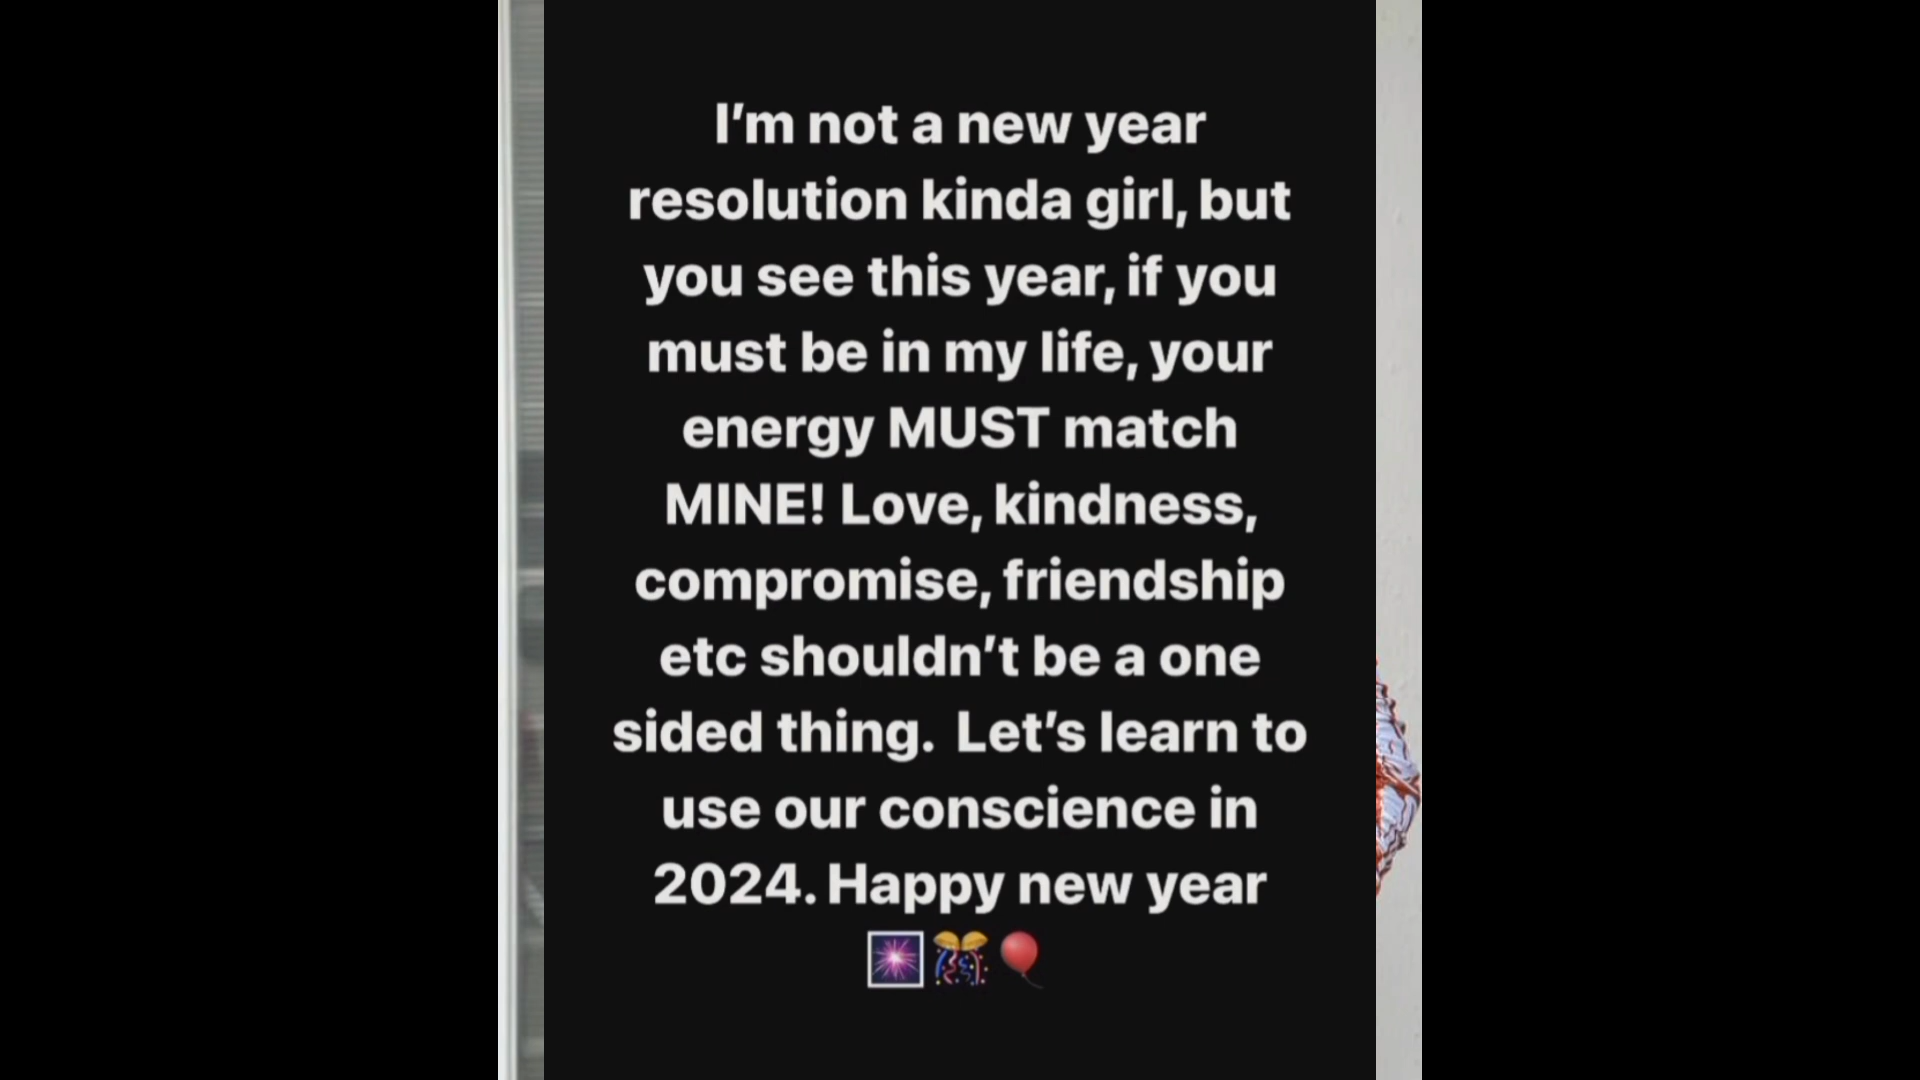 I’m not a new year
resolution kinda girl, but
you see this year, if you
must be in my life, your
energy MUST match
MINE! Love, kindness,
compromise, friendship
etc shouldn’t be a one
sided thing.  Let’s learn to
use our conscience in
2024. Happy new year
🎆🎊🎈